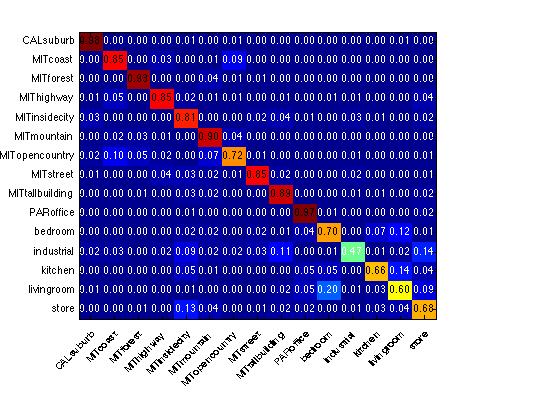 CALsuburb 0.00 0.00 0.00 0.01 0.00 0.01 0.00 0.00 0.00 0.00 0.00 0.00 0.01 0.00
MITcoast 0.00 0.85 0.00 0.03 0.00 0.01 0.09 0.00 0.00 0.00 0.00 0.00 0.00 0.00 0.00
MITforest 0.00 0.00 0.00 0.00 0.04 0.01 0.01 0.00 0.00 0.00 0.00 0.00 0.00 0.00
MIThighway 0.01 0.05 0.00 0.85 0.02 0.01 0.01 0.01 0.00 0.00 0.00 0.00 0.00 0.00 0.04
MITinsidecity 0.03 0.00 0.00 0.01 0.81 0.00 0.00 0.02 0.04 0.01 0.00 0.03 0.01 0.00 0.02
MITmountain 0.00 0.02 0.03 0.01 0.00 0.90 0.04 0.00 0.00 0.00 0.00 0.00 0.00 0.00 0.00
MITopencountry 0.02 0.10 0.05 0.02 0.00 0.07 0.72 0.01 0.00 0.00 0.00 0.00 0.00 0.00 0.01
MITstreet 0.01 0.00 0.00 0.04 0.03 0.02 0.01 0.85 0.02 0.00 0.00 0.01 0.00 0.00 0.02
MITtallbuilding 0.00 0.00 0.01 0.00 0.03 0.02 0.00 0.00 0.89 0.00 0.00 0.01 0.01 0.00 0.02
PARoffice 0.00 0.00 0.00 0.00 0.01 0.00 0.00 0.00 0.00 0.97 0.00 0.00 0.00 0.01 0.02
bedroom 0.00 0.00 0.00 0.00 0.02 0.02 0.00 0.00 0.01 0.04 0.70 0.00 0.07 0.12 0.01
industrial 0.02 0.03 0.00 0.02 0.09 0.02 0.02 0.03 0.11 0.00 0.01 0.47 0.01 0.02 0.14
kitchen 0.00 0.00 0.00 0.00 0.05 0.01 0.00 0.00 0.00 0.05 0.05 0.00 0.66 0.14 0.04
livingroom 0.01 0.00 0.00 0.00 0.01 0.00 0.00 0.00 0.01 0.05 0.20 0.01 0.03 0.60 0.09
store 0.00 0.00 0.01 0.00 0.13 0.04 0.00 0.01 0.02 0.02 0.00 0.01 0.03 0.04 0.68
CALsuburb MITcoast MITforest MIThighway MITinsidecity MITmountain MITopencountry MITstreet MITtallbuilding PARoffice bedroom industrial kitchen livingroom store